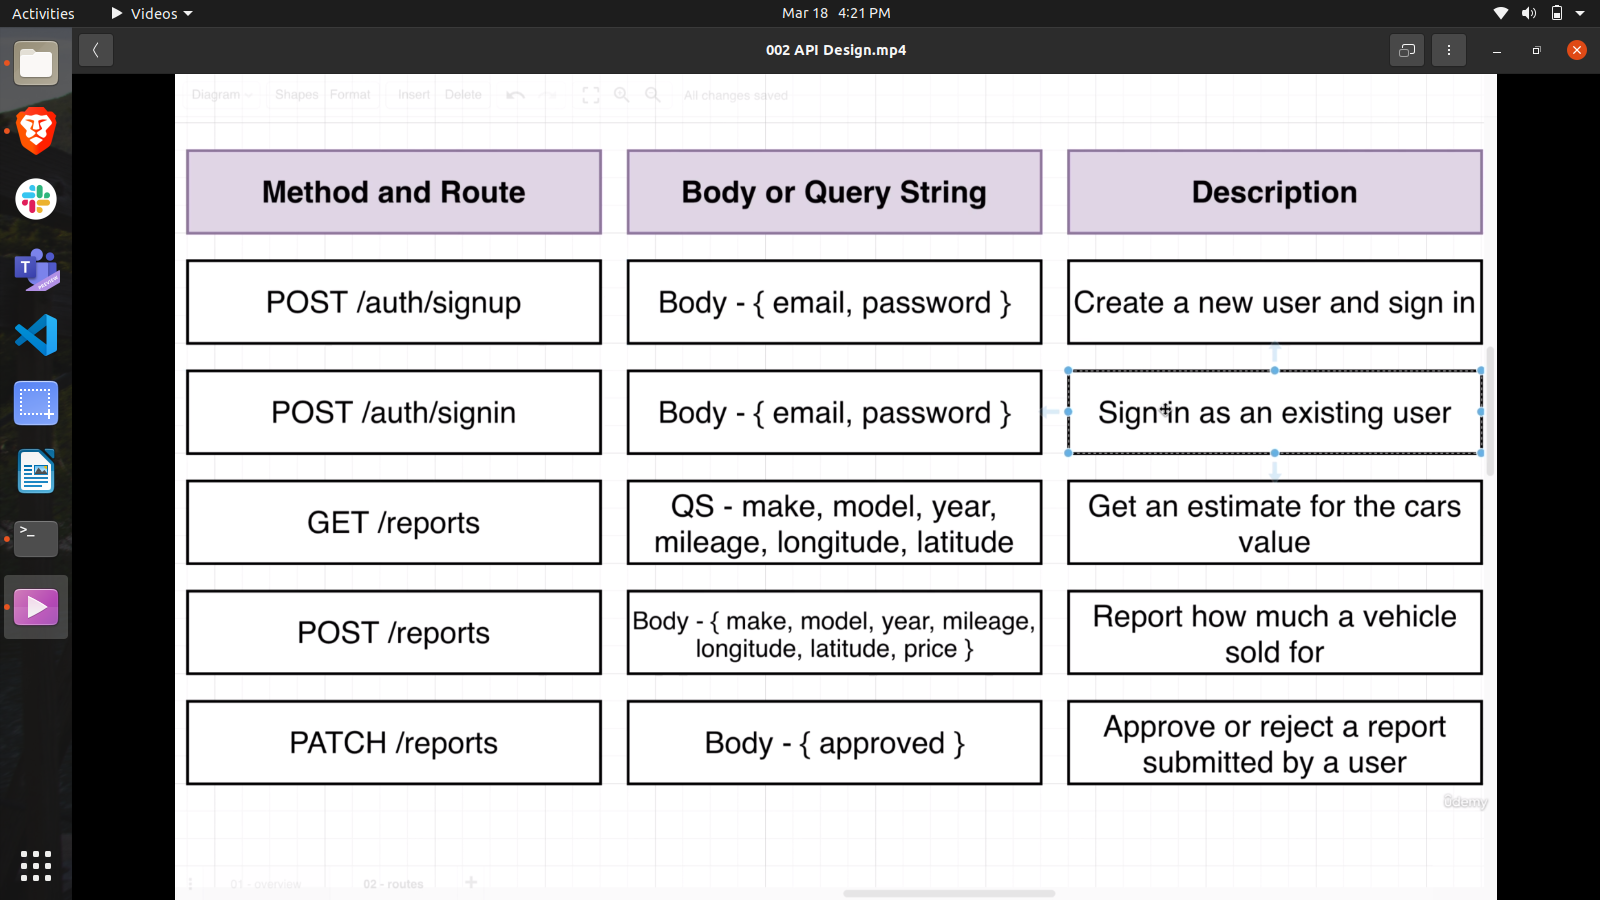 Activities
Videos
Mar 18 4:21 PM
002 API Design.mp4
Diagram
Shapes
Format
Insert
Delete
All changes saved
Method and Route
Body or Query String
Description
POST /auth/signup
Body - { email, password }
Create a new user and sign in
POST /auth/signin
Body - { email, password }
Sign in as an existing user
GET /reports
QS - make, model, year,
mileage, longitude, latitude
Get an estimate for the cars
value
POST /reports
Body - { make, model, year, mileage,
longitude, latitude, price }
Report how much a vehicle
sold for
PATCH /reports
Body - { approved }
Approve or reject a report
submitted by a user
ûdemy
01 - overview
02 - routes
T
PREVIEW
>_